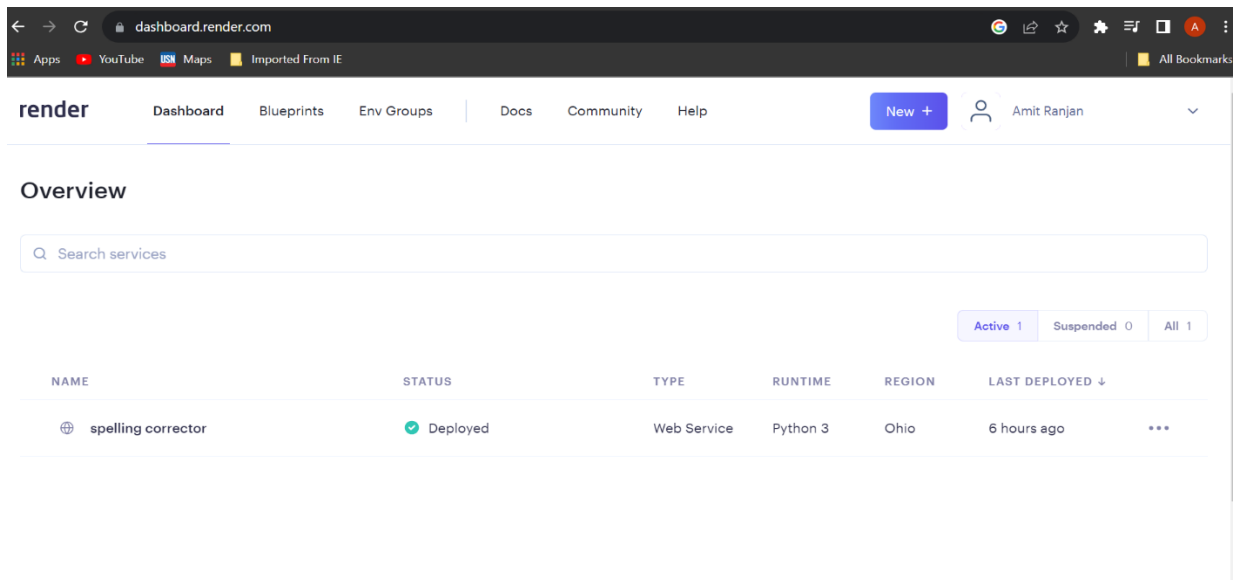 dashboard.render.com
A
Apps YouTube USN Maps Imported From IE All Bookmarks
render Dashboard Blueprints Env Groups Docs Community Help New + Amit Ranjan
Overview
Search services
Active 1 Suspended 0 All 1
NAME STATUS TYPE RUNTIME REGION LAST DEPLOYED ↓
spelling corrector Deployed Web Service Python 3 Ohio 6 hours ago